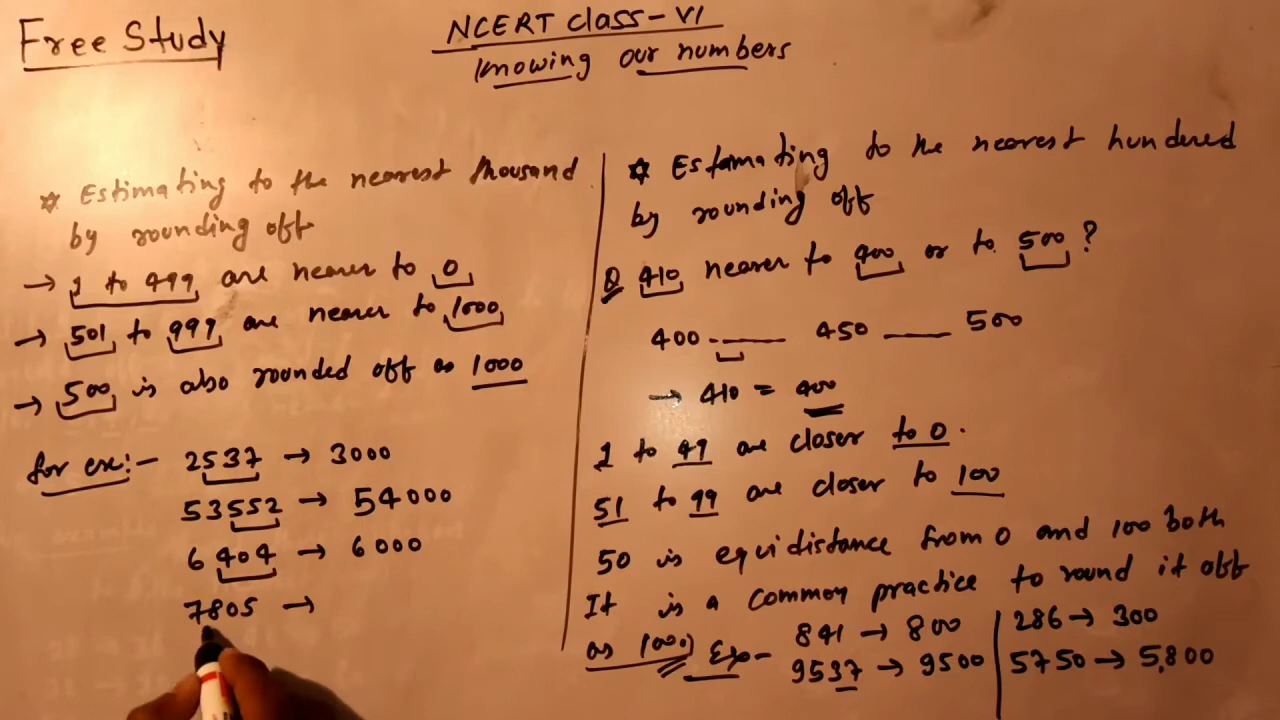 Free Study
NCERT class-VI
Knowing our numbers
* Estimating to the nearest thousand
by rounding off
→ 1 to 499 are nearer to 0
→ 501 to 999 are nearer to 1000
→ 500 is also rounded off as 1000
for ex:- 2537 → 3000
53552 → 54000
6404 → 6000
7805 →
* Estamating to the nearest hundered
by rounding off
Q 410 nearer to 400 or to 500?
400 —— 450 —— 500
→ 410 = 400
1 to 49 are closer to 0.
51 to 99 are closer to 100
50 is equidistance from 0 and 100 both
It is a common practice to round it off
as 100) Exp-
841 → 800
9537 → 9500
286 → 300
5750 → 5,800